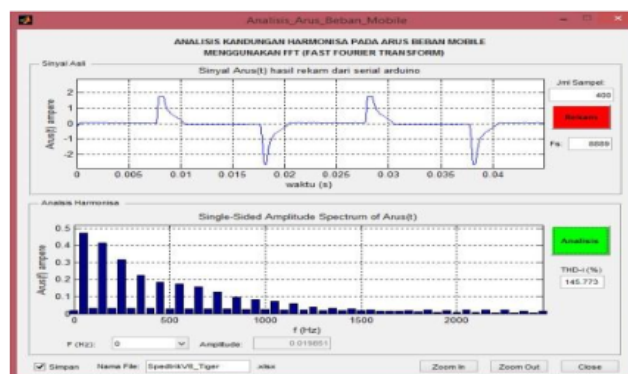 Analisis_Arus_Beban_Mobile
ANALISIS KANDUNGAN HARMONISA PADA ARUS BEBAN MOBILE
MENGGUNAKAN FFT (FAST FOURIER TRANSFORM)
Sinyal Asli
Sinyal Arus(t) hasil rekam dari serial arduino
Arus(t) ampere
2
1
0
-1
-2
0 0.005 0.01 0.015 0.02 0.025 0.03 0.035 0.04
waktu (s)
Jml Sampel:
400
Rekam
Fs: 8889
Analisis Harmonisa
Single-Sided Amplitude Spectrum of Arus(t)
Arus(f) ampere
0.5
0.4
0.3
0.2
0.1
0
0 500 1000 1500 2000
f (Hz)
Analisis
THD-i (%)
145.773
F (Hz): 0 Amplitude: 0.019851
Simpan Nama File: SpedtrikV8_Tiger .xlsx Zoom In Zoom Out Close